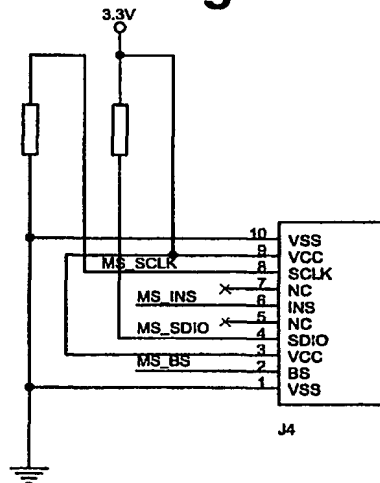 3.3V
10 VSS
9 VCC
MS_SCLK 8 SCLK
7 NC
MS_INS 6 INS
5 NC
MS_SDIO 4 SDIO
3 VCC
MS_BS 2 BS
1 VSS
J4